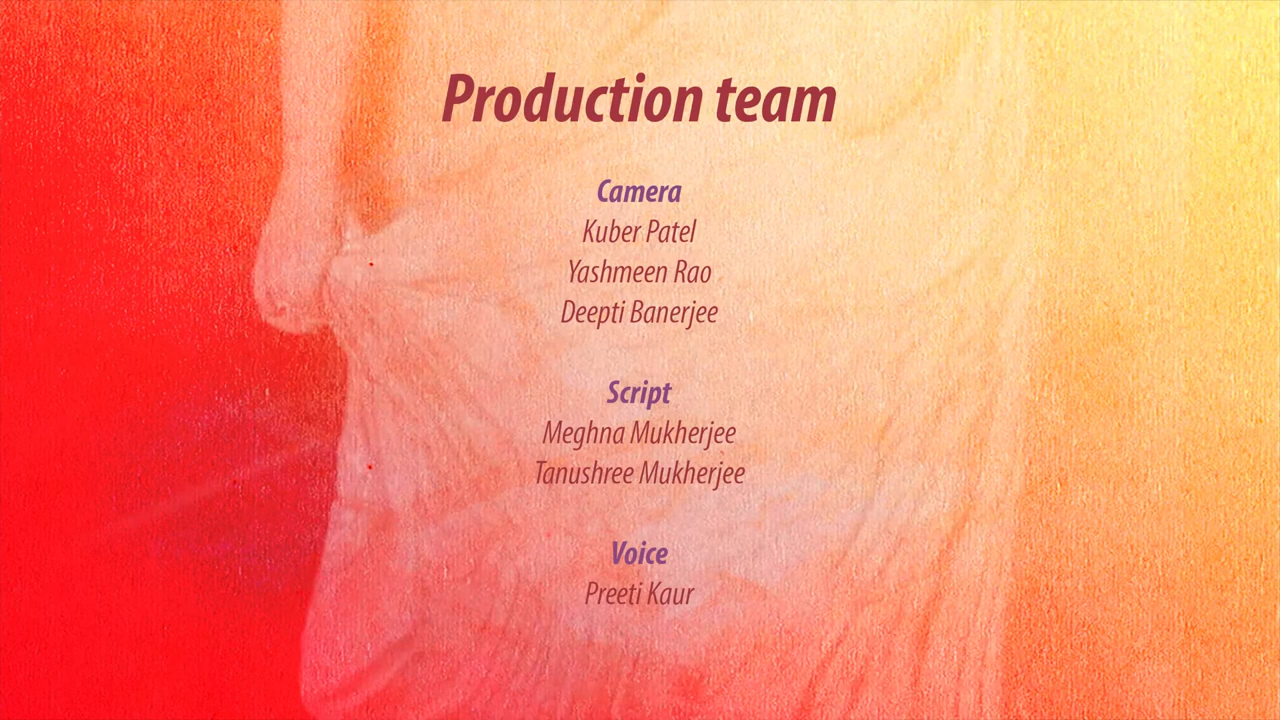 Production team
Camera
Kuber Patel
Yashmeen Rao
Deepti Banerjee
Script
Meghna Mukherjee
Tanushree Mukherjee
Voice
Preeti Kaur